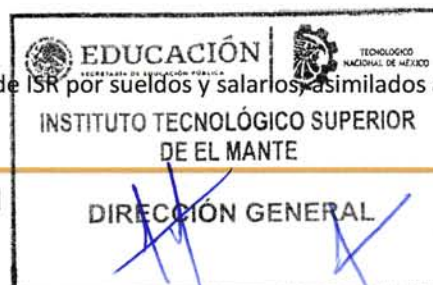 EDUCACIÓN
SECRETARÍA DE EDUCACIÓN PÚBLICA
TECNOLÓGICO
NACIONAL DE MÉXICO
de ISR por sueldos y salarios, asimilados a
INSTITUTO TECNOLÓGICO SUPERIOR
DE EL MANTE
DIRECCIÓN GENERAL